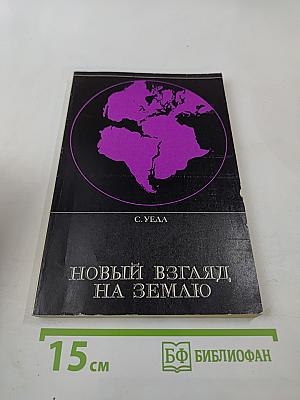 С. УЕДА
НОВЫЙ ВЗГЛЯД
НА ЗЕМЛЮ
15 см
БФ БИБЛИОФАН